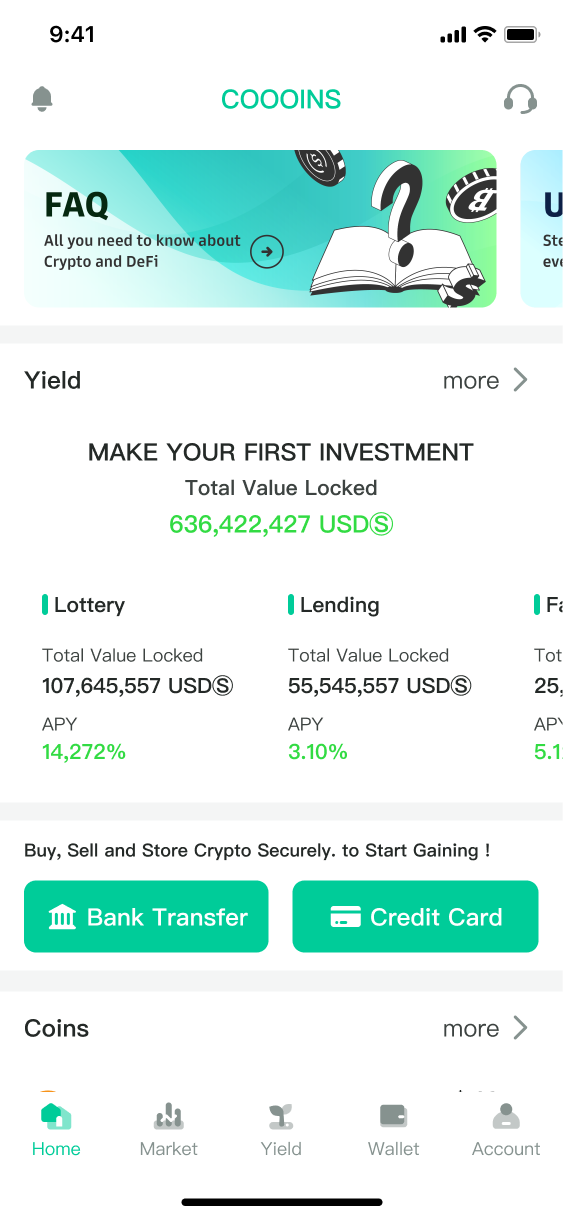 9:41
COOOINS
FAQ
All you need to know about
Crypto and DeFi
U
Ste
eve
Yield
more
MAKE YOUR FIRST INVESTMENT
Total Value Locked
636,422,427 USDⓈ
Lottery
Lending
Fa
Total Value Locked
Total Value Locked
Tot
107,645,557 USDⓈ
55,545,557 USDⓈ
25,
APY
APY
APY
14,272%
3.10%
5.1
Buy, Sell and Store Crypto Securely. to Start Gaining !
Bank Transfer
Credit Card
Coins
more
Home
Market
Yield
Wallet
Account